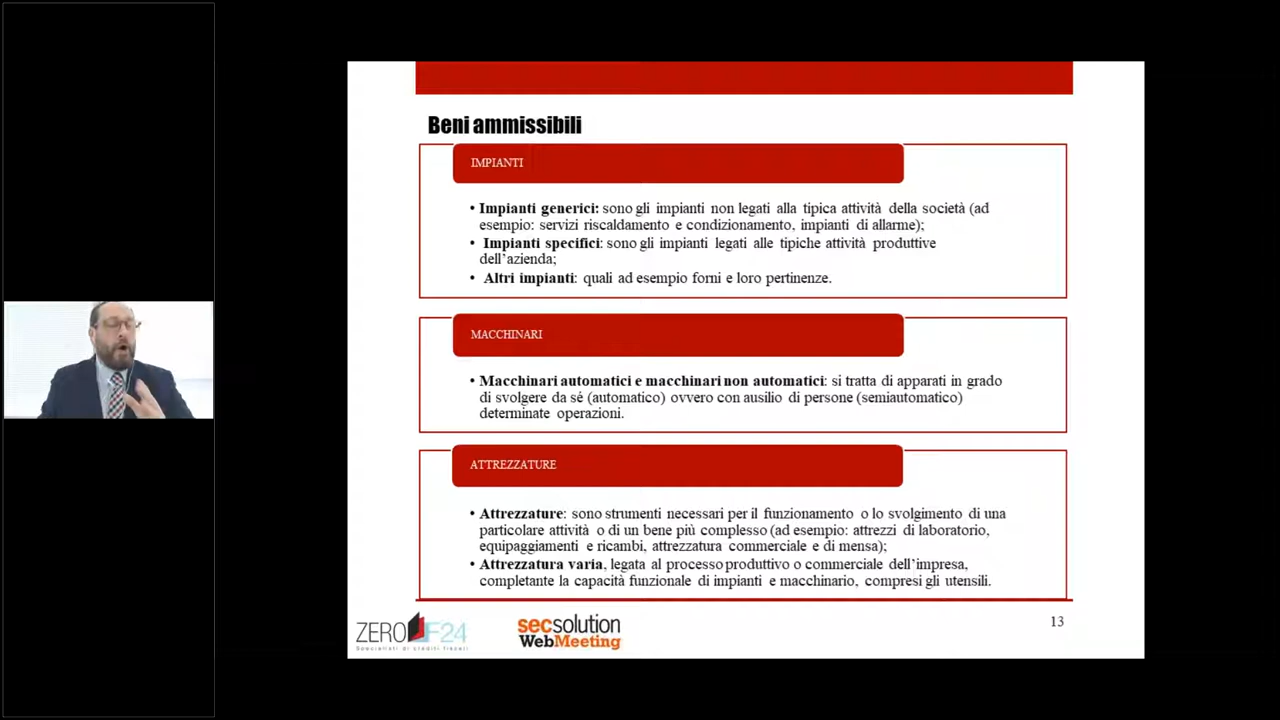 Beni ammissibili
IMPIANTI
• Impianti generici: sono gli impianti non legati alla tipica attività della società (ad
esempio: servizi riscaldamento e condizionamento, impianti di allarme);
• Impianti specifici: sono gli impianti legati alle tipiche attività produttive
dell'azienda;
• Altri impianti: quali ad esempio forni e loro pertinenze.
MACCHINARI
• Macchinari automatici e macchinari non automatici: si tratta di apparati in grado
di svolgere da sé (automatico) ovvero con ausilio di persone (semiautomatico)
determinate operazioni.
ATTREZZATURE
• Attrezzature: sono strumenti necessari per il funzionamento o lo svolgimento di una
particolare attività o di un bene più complesso (ad esempio: attrezzi di laboratorio,
equipaggiamenti e ricambi, attrezzatura commerciale e di mensa);
• Attrezzatura varia, legata al processo produttivo o commerciale dell'impresa,
completante la capacità funzionale di impianti e macchinario, compresi gli utensili.
ZERO F24
Specialisti di crediti fiscali
secsolution
WebMeeting
13